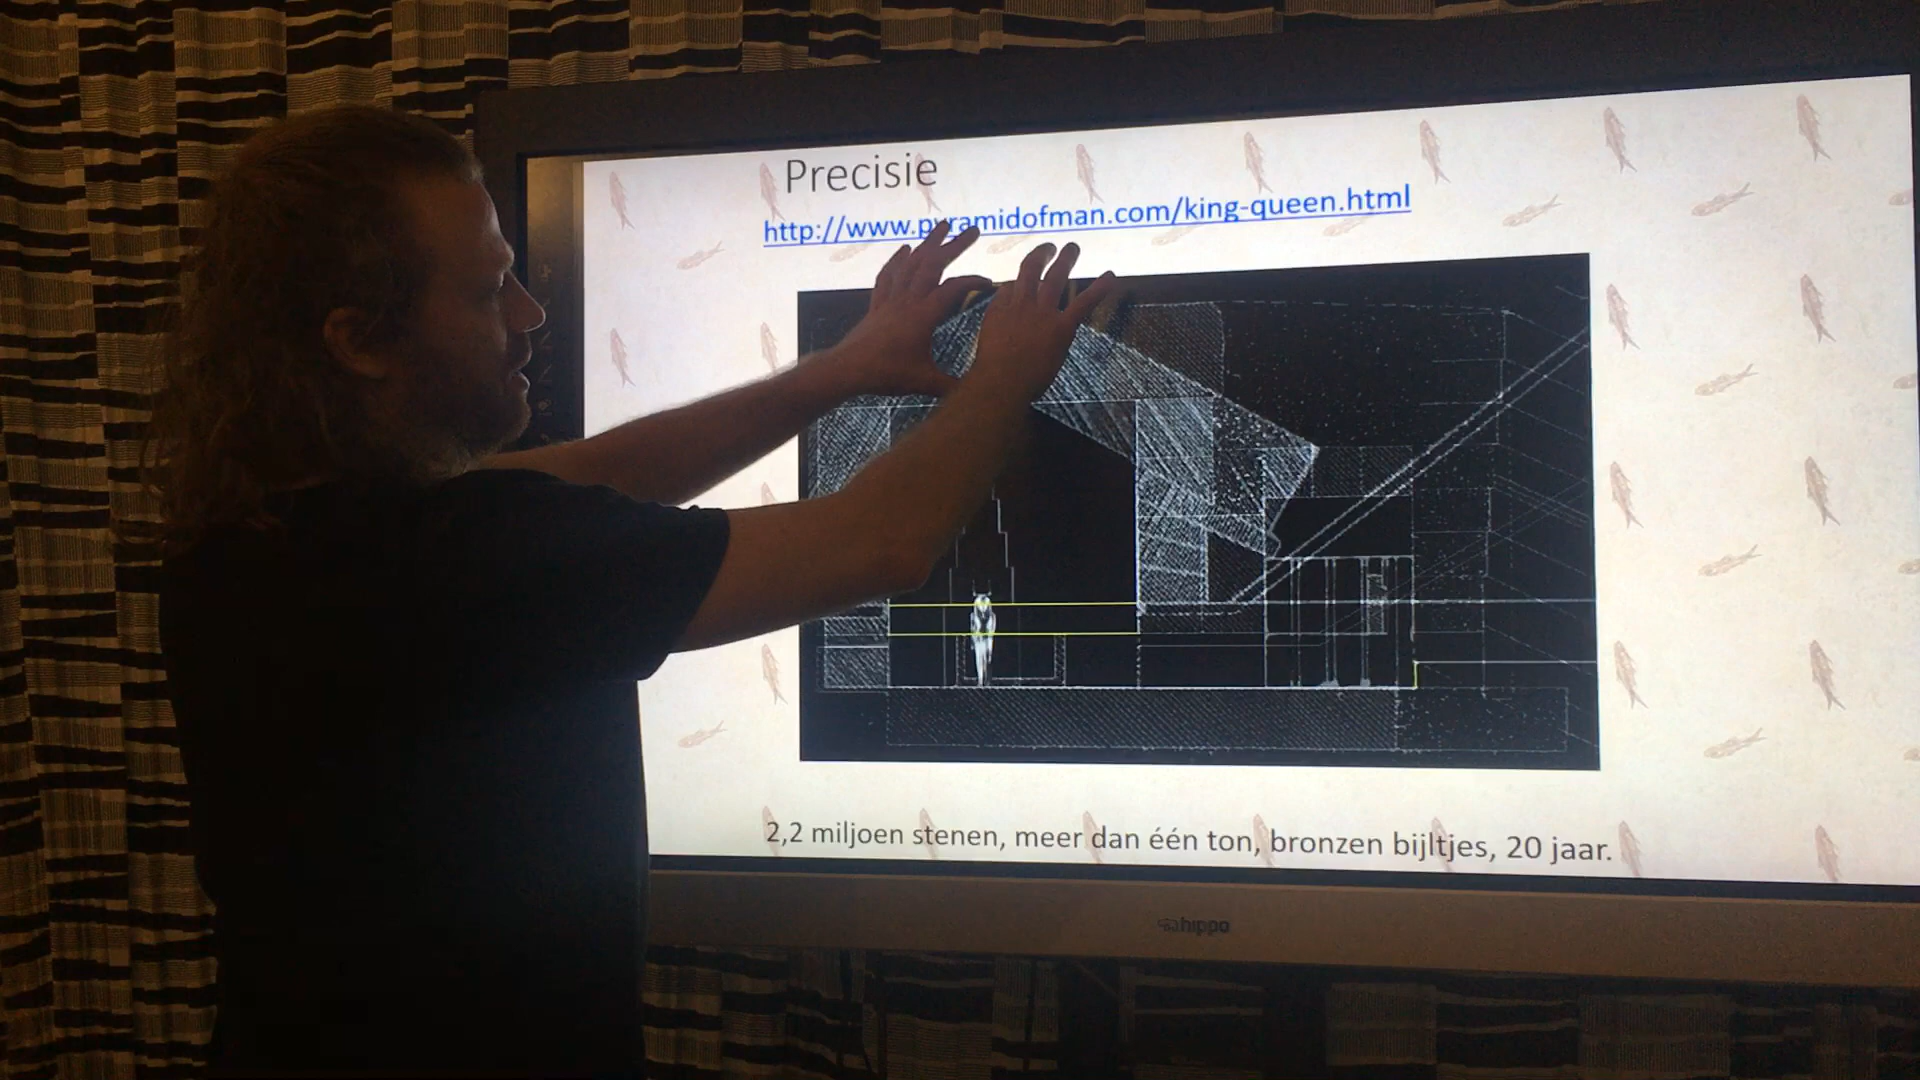 Precisie
http://www.pyramidofman.com/king-queen.html
2,2 miljoen stenen, meer dan één ton, bronzen bijltjes, 20 jaar.
hippo